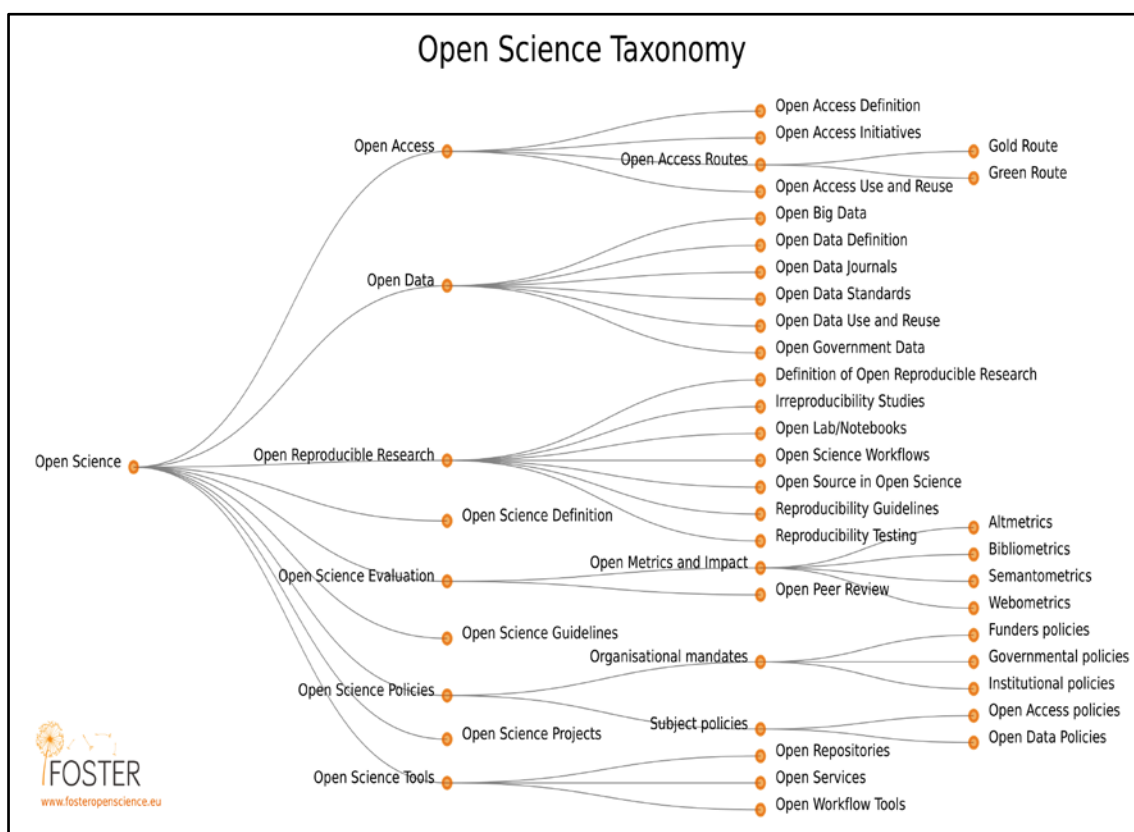 Open Science Taxonomy
Open Science
Open Access
Open Access Definition
Open Access Initiatives
Open Access Routes
Gold Route
Green Route
Open Access Use and Reuse
Open Data
Open Big Data
Open Data Definition
Open Data Journals
Open Data Standards
Open Data Use and Reuse
Open Government Data
Open Reproducible Research
Definition of Open Reproducible Research
Irreproducibility Studies
Open Lab/Notebooks
Open Science Workflows
Open Source in Open Science
Reproducibility Guidelines
Reproducibility Testing
Open Science Definition
Open Science Evaluation
Open Metrics and Impact
Altmetrics
Bibliometrics
Semantometrics
Webometrics
Open Peer Review
Open Science Guidelines
Open Science Policies
Organisational mandates
Funders policies
Governmental policies
Institutional policies
Subject policies
Open Access policies
Open Data Policies
Open Science Projects
Open Science Tools
Open Repositories
Open Services
Open Workflow Tools
FOSTER
www.fosteropenscience.eu